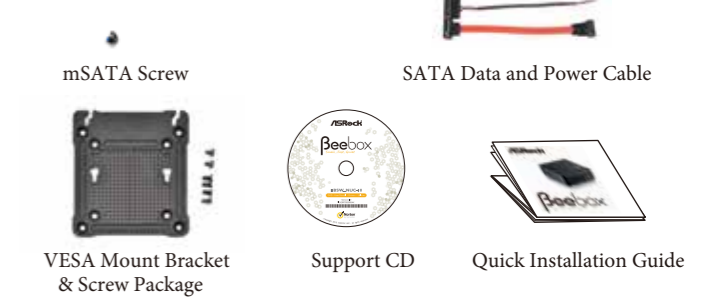 mSATA Screw
SATA Data and Power Cable
ASRock
Beebox
ASRock
Beebox
VESA Mount Bracket
& Screw Package
Support CD
Quick Installation Guide